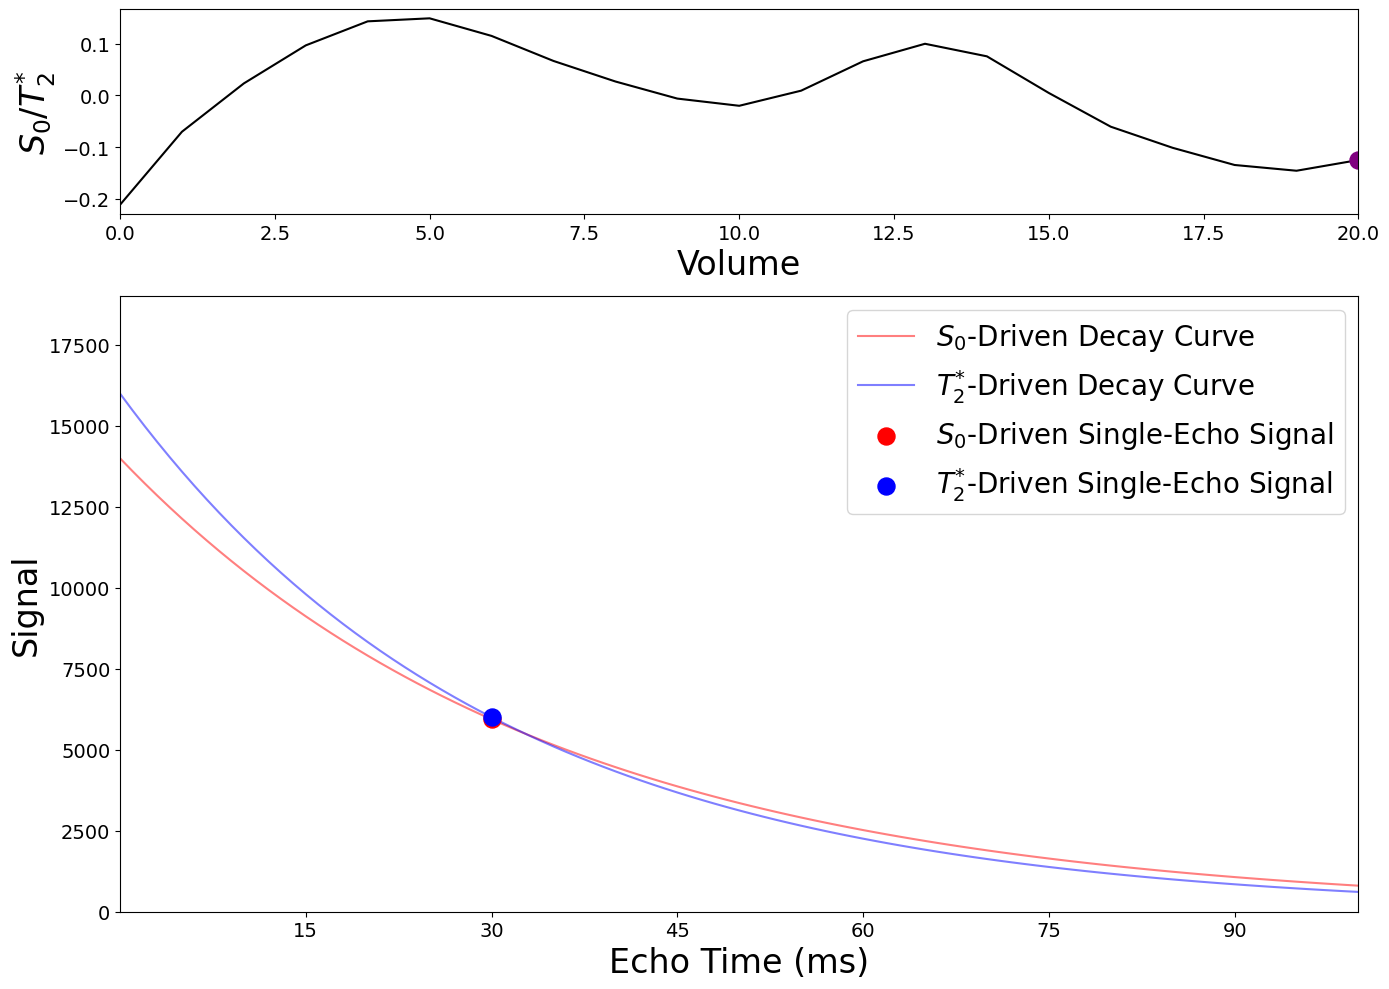 0.1
0.0
−0.1
−0.2
S₀/T₂*
0.0 2.5 5.0 7.5 10.0 12.5 15.0 17.5 20.0
Volume
S₀-Driven Decay Curve
T₂*-Driven Decay Curve
S₀-Driven Single-Echo Signal
T₂*-Driven Single-Echo Signal
17500
15000
12500
10000
7500
5000
2500
0
Signal
15 30 45 60 75 90
Echo Time (ms)